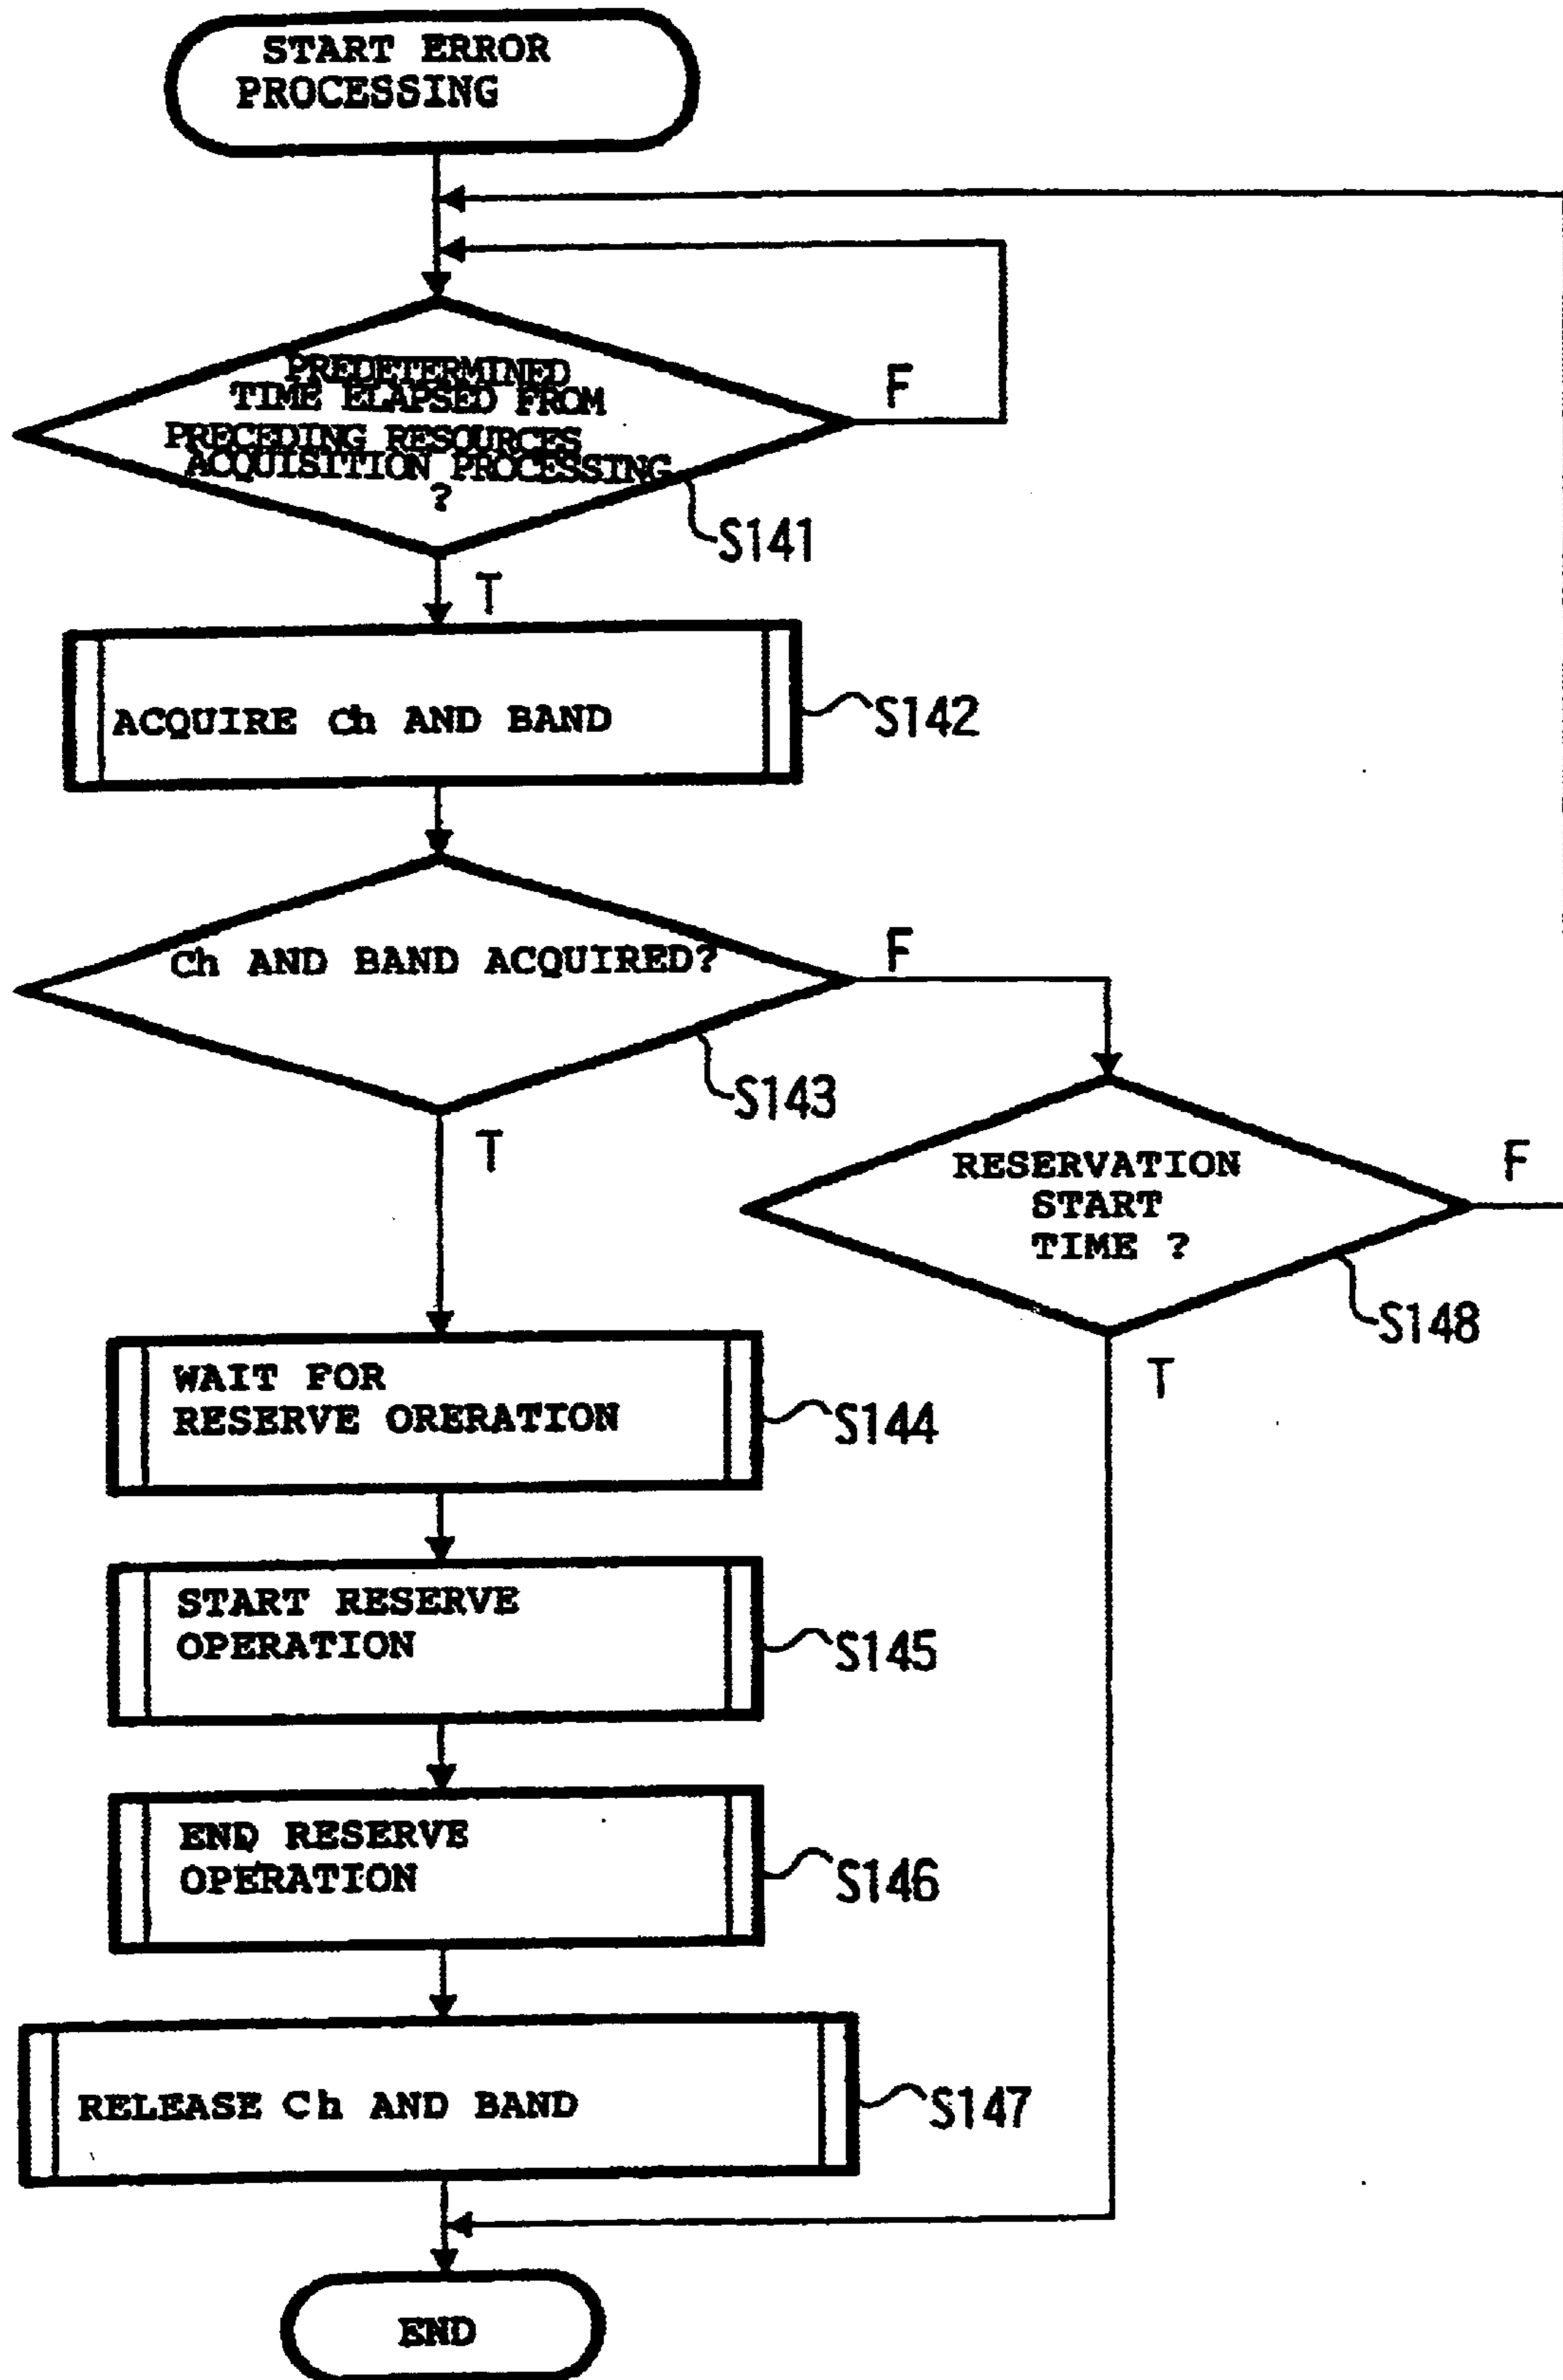 START ERROR
PROCESSING
PREDETERMINED
TIME ELAPSED FROM
PRECEDING RESOURCES
ACQUISITION PROCESSING
?
F
S141
T
ACQUIRE Ch AND BAND
S142
Ch AND BAND ACQUIRED?
F
S143
T
RESERVATION
START
TIME ?
F
S148
T
WAIT FOR
RESERVE ORERATION
S144
START RESERVE
OPERATION
S145
END RESERVE
OPERATION
S146
RELEASE Ch AND BAND
S147
END